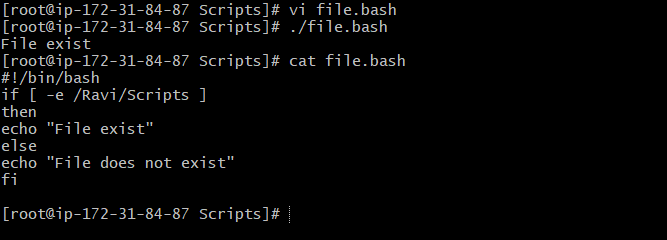 [root@ip-172-31-84-87 Scripts]# vi file.bash
[root@ip-172-31-84-87 Scripts]# ./file.bash
File exist
[root@ip-172-31-84-87 Scripts]# cat file.bash
#!/bin/bash
if [ -e /Ravi/Scripts ]
then
echo "File exist"
else
echo "File does not exist"
fi
[root@ip-172-31-84-87 Scripts]#